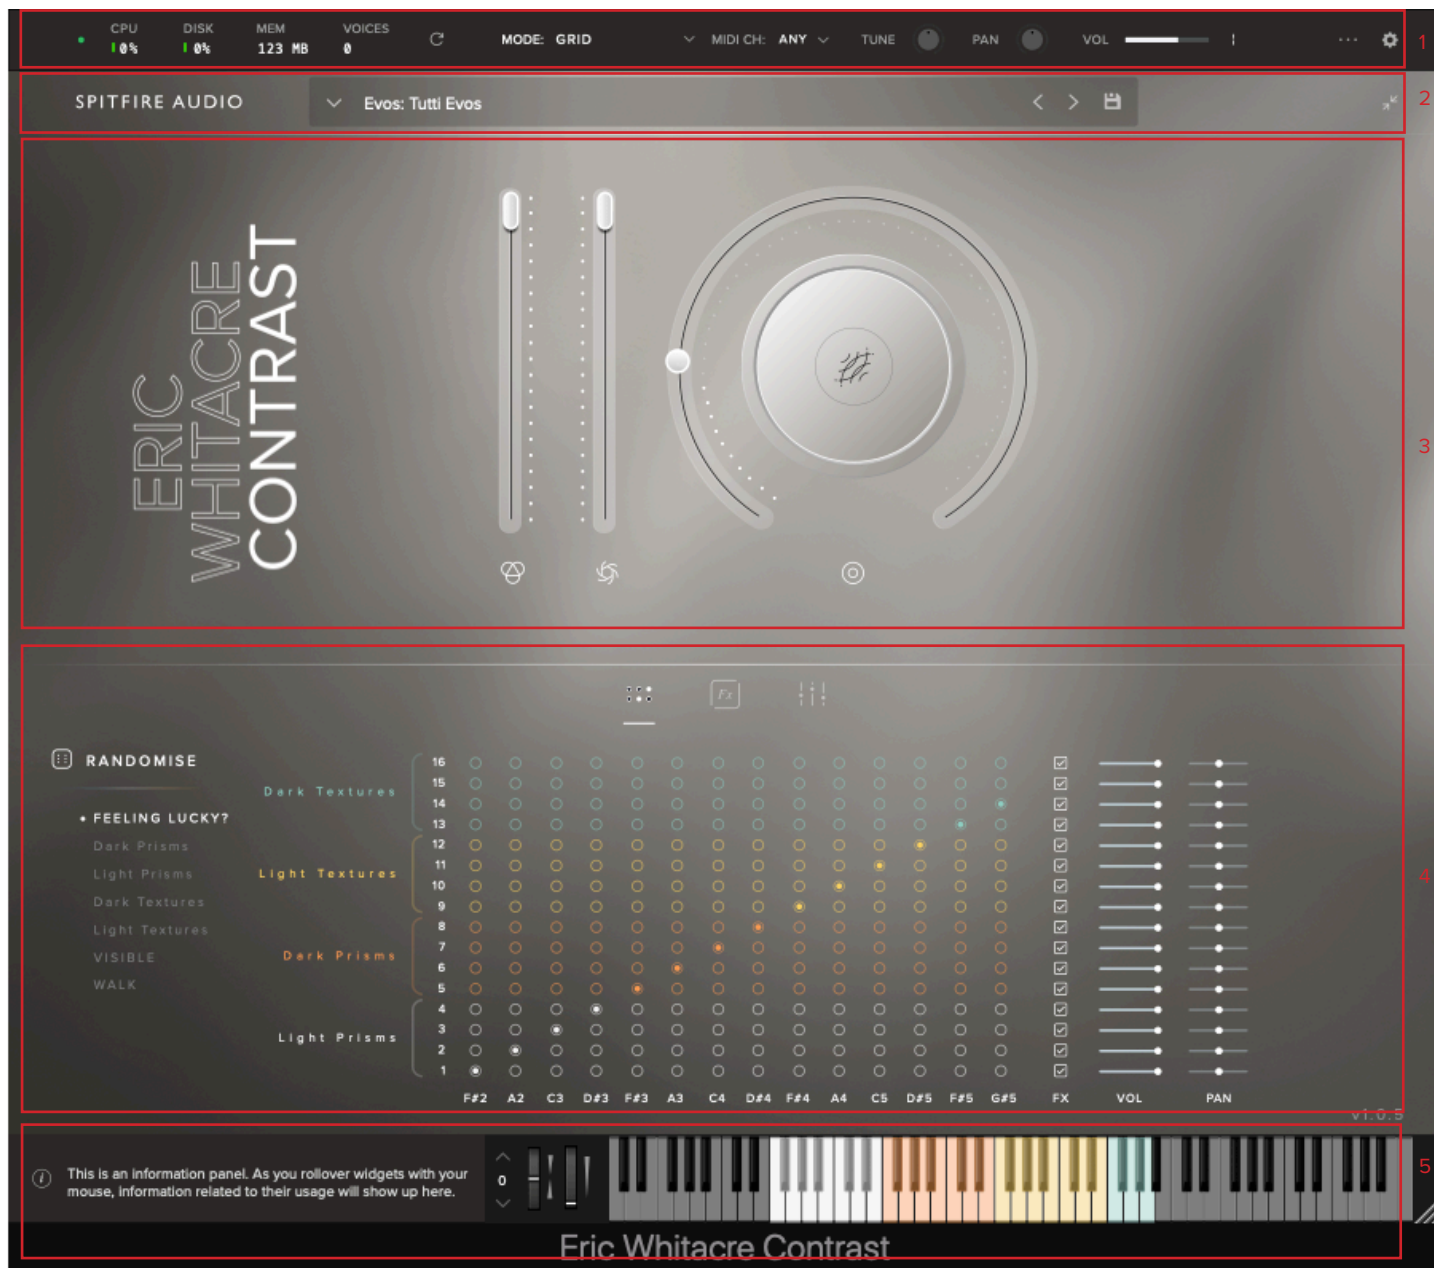 CPU DISK MEM VOICES
0% 0% 123 MB 0
MODE: GRID MIDI CH: ANY TUNE PAN VOL
1
SPITFIRE AUDIO Evos: Tutti Evos
2
ERIC
WHITACRE
CONTRAST
3
Fx
RANDOMISE
FEELING LUCKY?
Dark Prisms
Light Prisms
Dark Textures
Light Textures
VISIBLE
WALK
Dark Textures
Light Textures
Dark Prisms
Light Prisms
16
15
14
13
12
11
10
9
8
7
6
5
4
3
2
1
F#2 A2 C3 D#3 F#3 A3 C4 D#4 F#4 A4 C5 D#5 F#5 G#5 FX VOL PAN
4
v1.0.5
i
This is an information panel. As you rollover widgets with your
mouse, information related to their usage will show up here.
0
5
Eric Whitacre Contrast